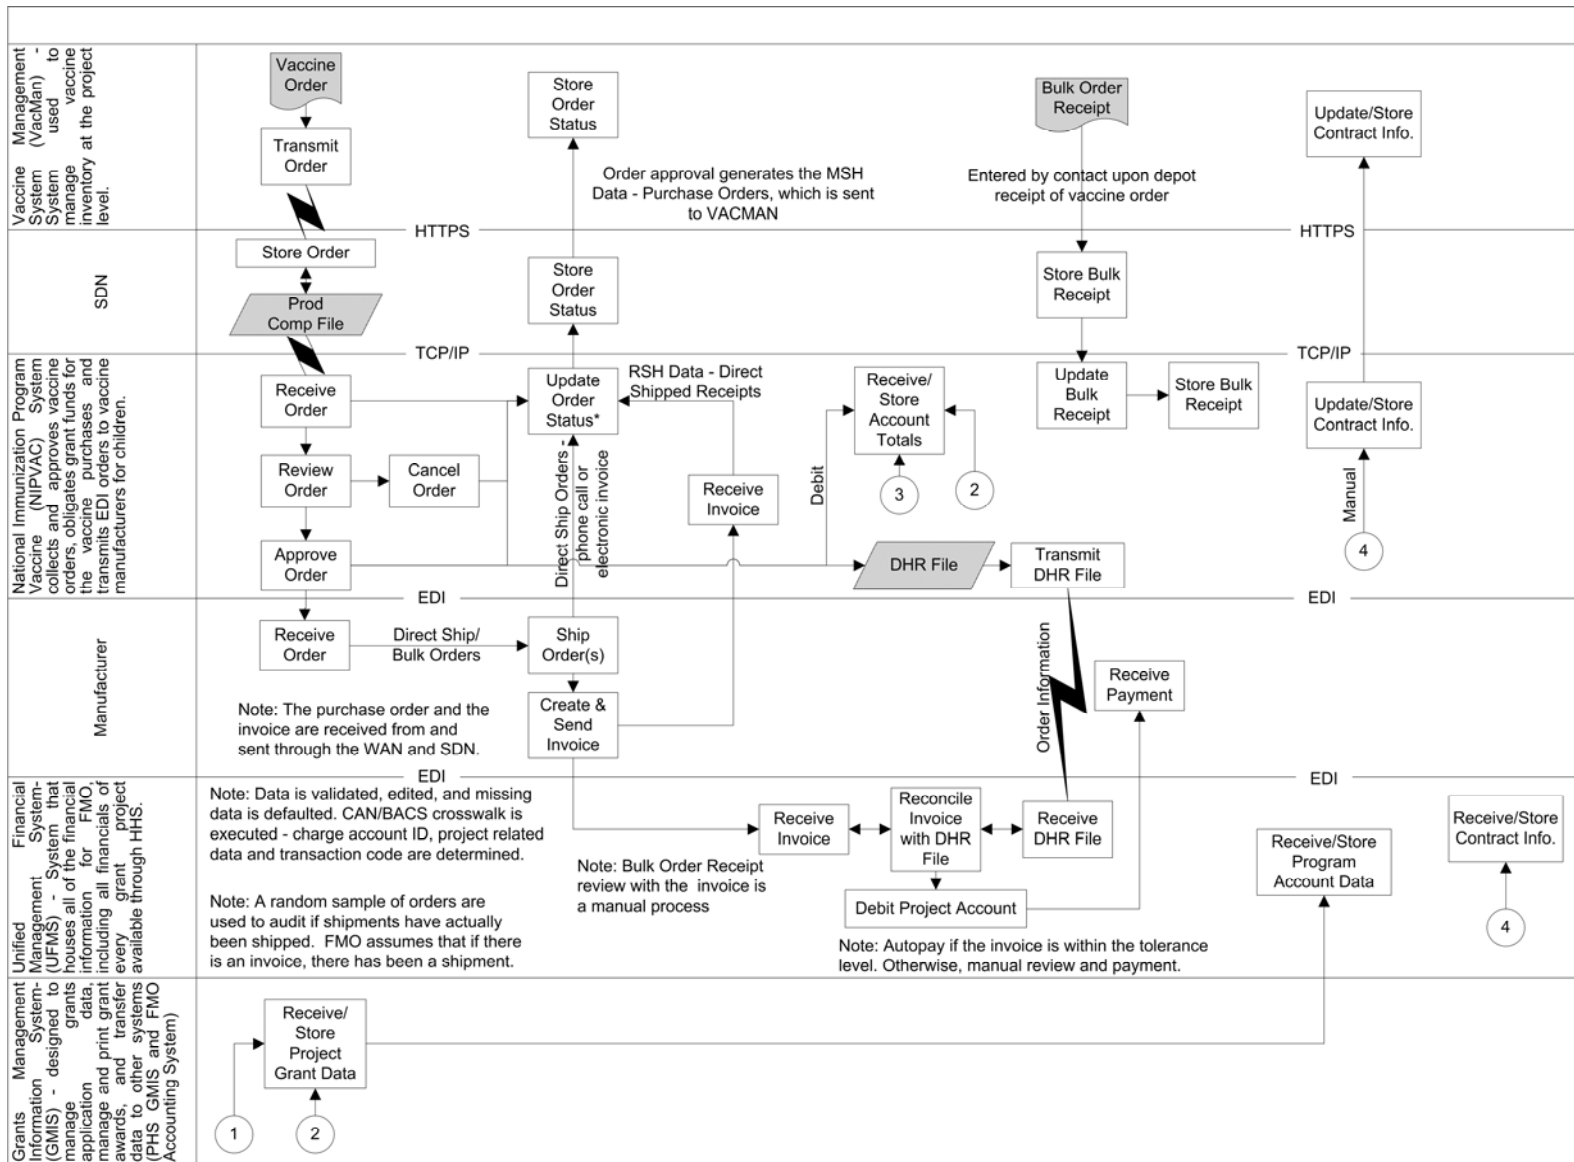 Vaccine Management
System (VacMan) -
System used to
manage vaccine
inventory at the project
level.
Vaccine
Order
Transmit
Order
Store
Order
Status
Order approval generates the MSH
Data - Purchase Orders, which is sent
to VACMAN
Bulk Order
Receipt
Entered by contact upon depot
receipt of vaccine order
Update/Store
Contract Info.
HTTPS
HTTPS
SDN
Store Order
Prod
Comp File
Store
Order
Status
Store Bulk
Receipt
TCP/IP
TCP/IP
National Immunization Program
Vaccine (NIPVAC) System
collects and approves vaccine
orders, obligates grant funds for
the vaccine purchases and
transmits EDI orders to vaccine
manufacturers for children.
Receive
Order
Review
Order
Cancel
Order
Approve
Order
Update
Order
Status*
RSH Data - Direct
Shipped Receipts
Direct Ship Orders -
phone call or
electronic invoice
Receive
Invoice
Debit
Receive/
Store
Account
Totals
3
2
DHR File
Transmit
DHR File
Update
Bulk
Receipt
Store Bulk
Receipt
Update/Store
Contract Info.
Manual
4
EDI
EDI
Manufacturer
Receive
Order
Direct Ship/
Bulk Orders
Ship
Order(s)
Create &
Send
Invoice
Note: The purchase order and the
invoice are received from and
sent through the WAN and SDN.
Order Information
Receive
Payment
EDI
EDI
Unified Financial
Management System-
(UFMS) - System that
houses all of the financial
information for FMO,
including all financials of
every grant project
available through HHS.
Note: Data is validated, edited, and missing
data is defaulted. CAN/BACS crosswalk is
executed - charge account ID, project related
data and transaction code are determined.
Note: A random sample of orders are
used to audit if shipments have actually
been shipped. FMO assumes that if there
is an invoice, there has been a shipment.
Note: Bulk Order Receipt
review with the invoice is
a manual process
Receive
Invoice
Reconcile
Invoice
with DHR
File
Receive
DHR File
Debit Project Account
Note: Autopay if the invoice is within the tolerance
level. Otherwise, manual review and payment.
Receive/Store
Program
Account Data
Receive/Store
Contract Info.
4
Grants Management
Information System-
(GMIS) - designed to
manage grants
application data,
manage and print grant
awards, and transfer
data to other systems
(PHS GMIS and FMO
Accounting System)
Receive/
Store
Project
Grant Data
1
2